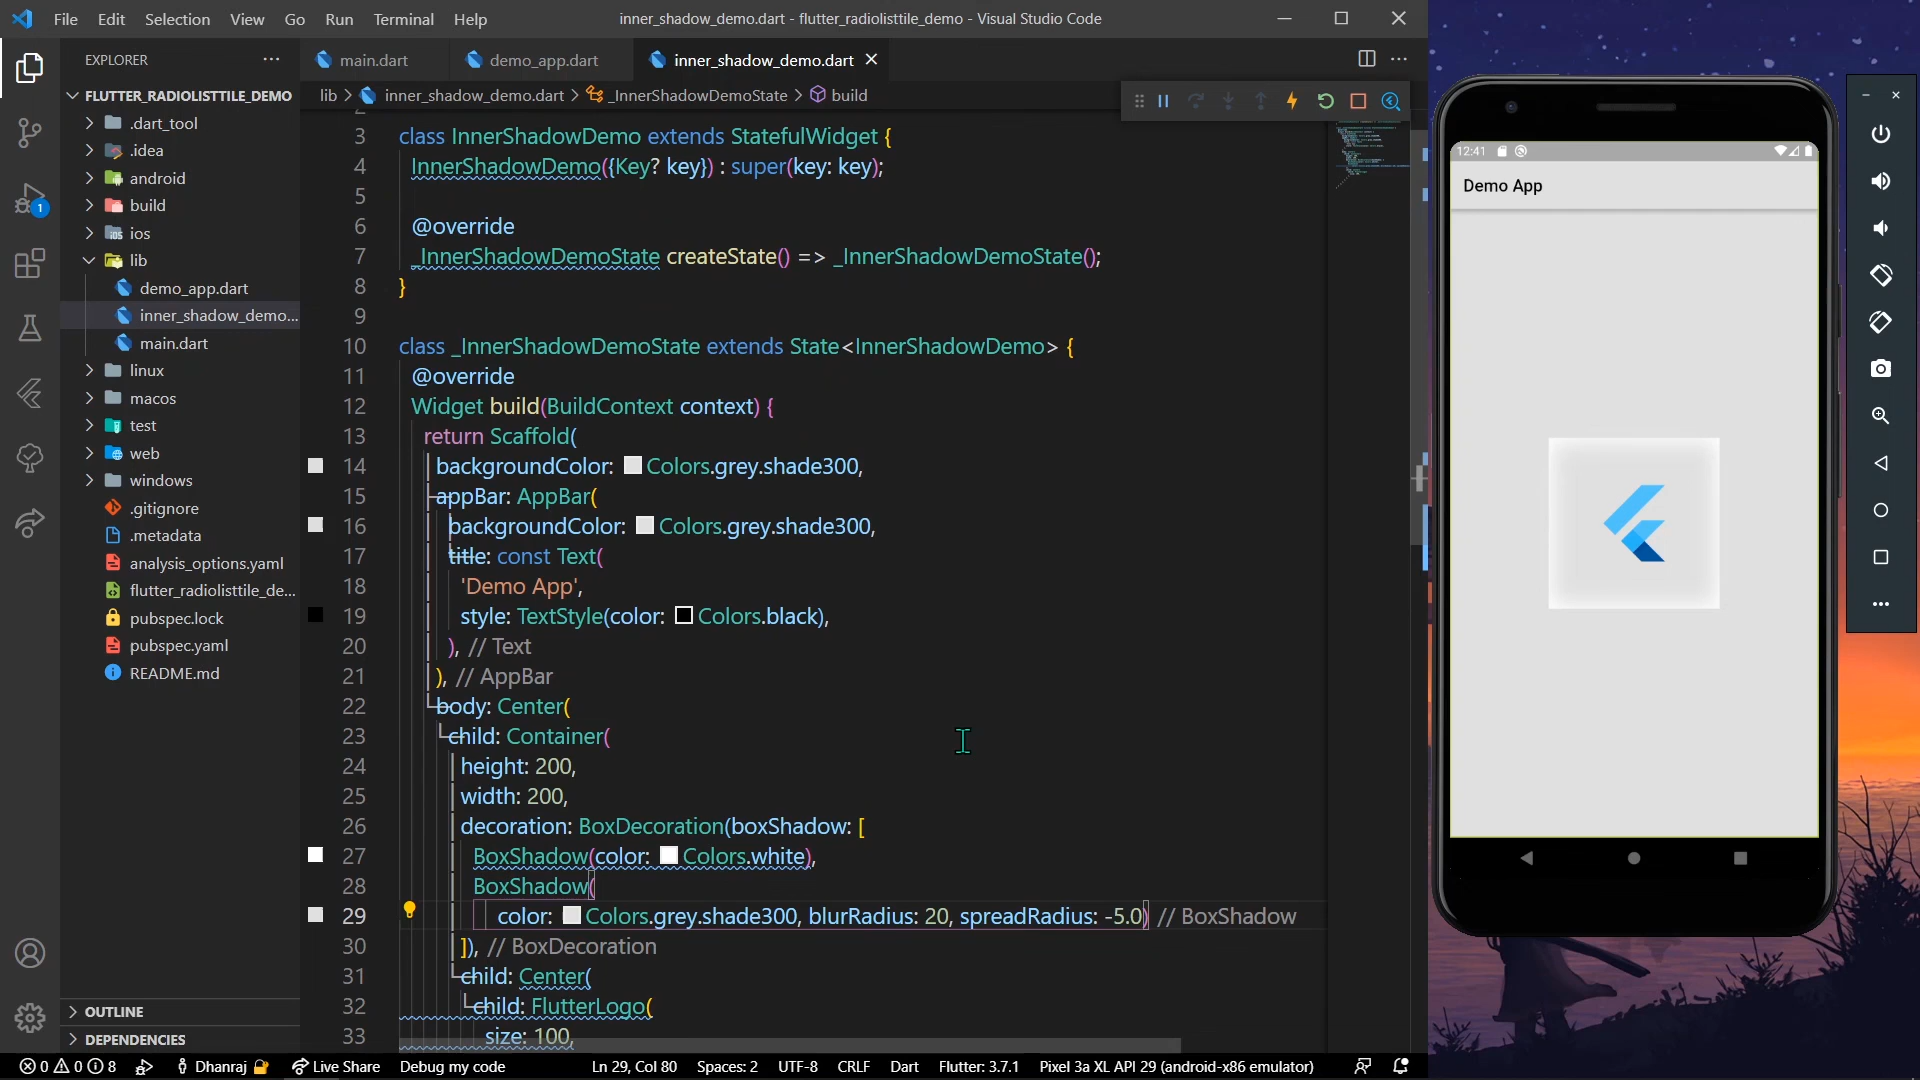 File Edit Selection View Go Run Terminal Help
inner_shadow_demo.dart - flutter_radiolisttile_demo - Visual Studio Code
EXPLORER
main.dart
demo_app.dart
inner_shadow_demo.dart
FLUTTER_RADIOLISTTILE_DEMO
lib > inner_shadow_demo.dart > _InnerShadowDemoState > build
.dart_tool
.idea
android
build
ios
lib
demo_app.dart
inner_shadow_demo...
main.dart
linux
macos
test
web
windows
.gitignore
.metadata
analysis_options.yaml
flutter_radiolisttile_de...
pubspec.lock
pubspec.yaml
README.md
OUTLINE
DEPENDENCIES
1
3 class InnerShadowDemo extends StatefulWidget {
4 InnerShadowDemo({Key? key}) : super(key: key);
5
6 @override
7 _InnerShadowDemoState createState() => _InnerShadowDemoState();
8 }
9
10 class _InnerShadowDemoState extends State<InnerShadowDemo> {
11 @override
12 Widget build(BuildContext context) {
13 return Scaffold(
14 backgroundColor: Colors.grey.shade300,
15 appBar: AppBar(
16 backgroundColor: Colors.grey.shade300,
17 title: const Text(
18 'Demo App',
19 style: TextStyle(color: Colors.black),
20 ), // Text
21 ), // AppBar
22 body: Center(
23 child: Container(
24 height: 200,
25 width: 200,
26 decoration: BoxDecoration(boxShadow: [
27 BoxShadow(color: Colors.white),
28 BoxShadow(
29 color: Colors.grey.shade300, blurRadius: 20, spreadRadius: -5.0) // BoxShadow
30 ]), // BoxDecoration
31 child: Center(
32 child: FlutterLogo(
33 size: 100,
12:41
Demo App
0 0 8 Dhanraj Live Share Debug my code Ln 29, Col 80 Spaces: 2 UTF-8 CRLF Dart Flutter: 3.7.1 Pixel 3a XL API 29 (android-x86 emulator)